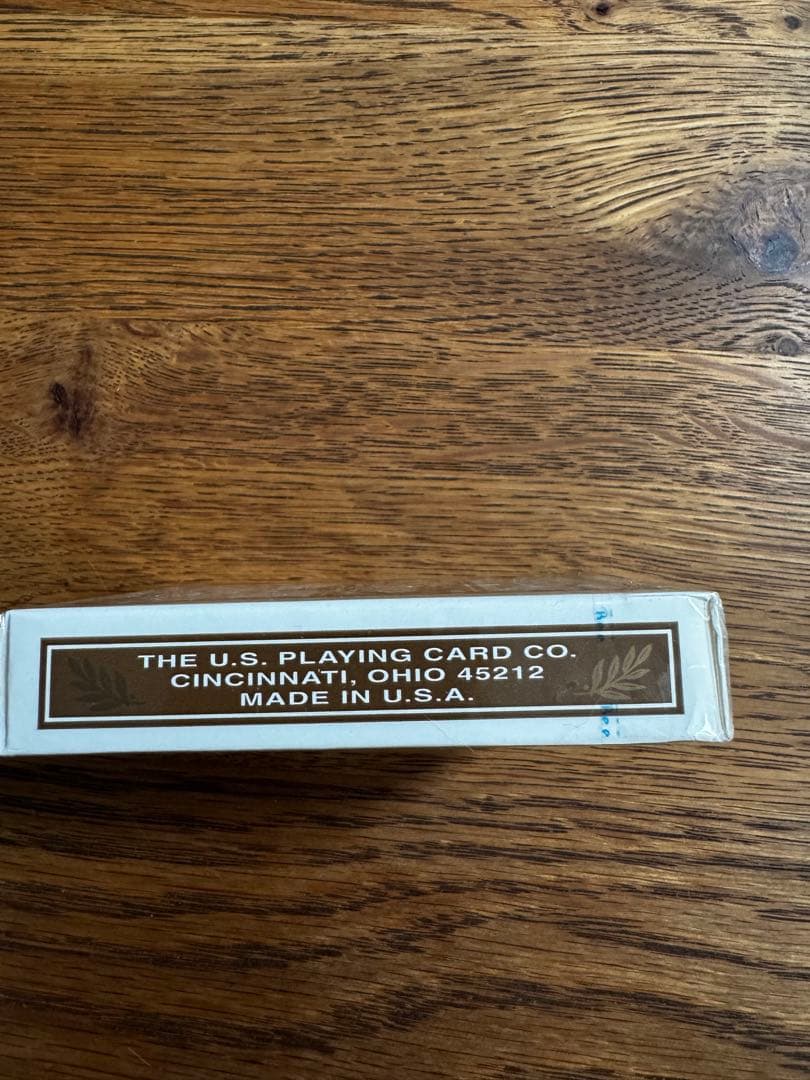 THE U.S. PLAYING CARD CO.
CINCINNATI, OHIO 45212
MADE IN U.S.A.